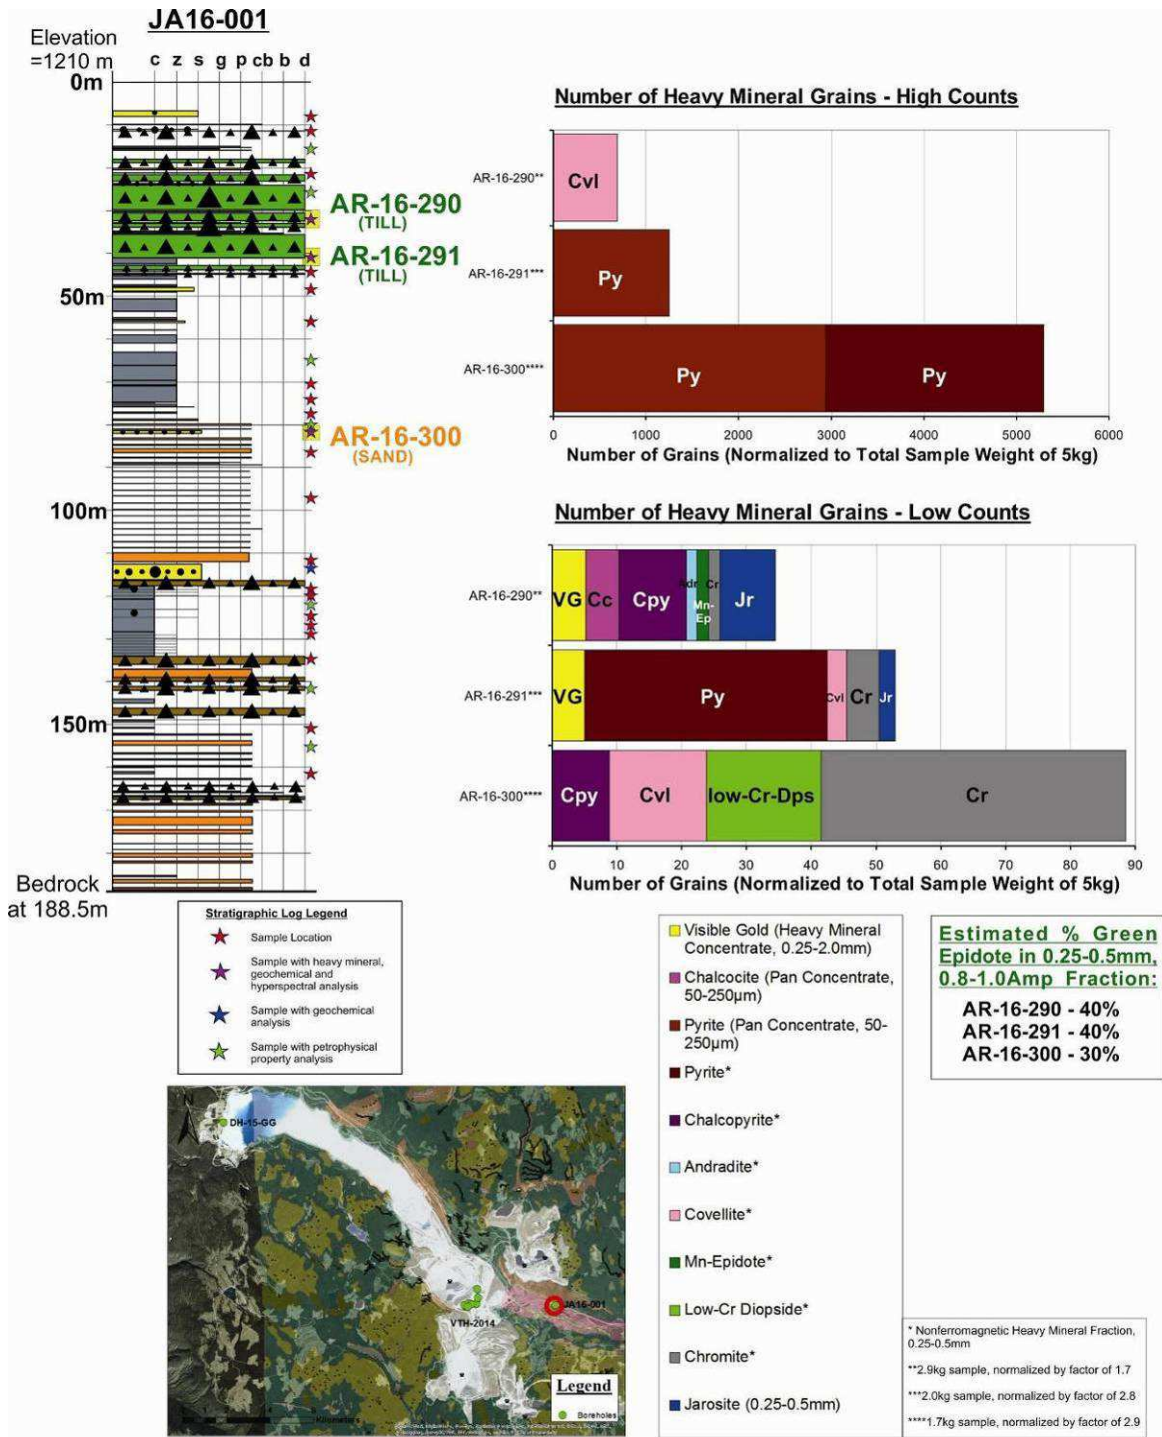 JA16-001
Elevation
=1210 m
c z s g p cb b d
0m
AR-16-290
(TILL)
AR-16-291
(TILL)
50m
AR-16-300
(SAND)
100m
150m
Bedrock
at 188.5m
Number of Heavy Mineral Grains - High Counts
AR-16-290**
Cvl
AR-16-291***
Py
AR-16-300****
Py Py
0 1000 2000 3000 4000 5000 6000
Number of Grains (Normalized to Total Sample Weight of 5kg)
Number of Heavy Mineral Grains - Low Counts
AR-16-290**
VG Cc Cpy Adr Mn-Ep Cr Jr
AR-16-291***
VG Py Cvl Cr Jr
AR-16-300****
Cpy Cvl low-Cr-Dps Cr
0 10 20 30 40 50 60 70 80 90
Number of Grains (Normalized to Total Sample Weight of 5kg)
Stratigraphic Log Legend
Sample Location
Sample with heavy mineral,
geochemical and
hyperspectral analysis
Sample with geochemical
analysis
Sample with petrophysical
property analysis
Visible Gold (Heavy Mineral
Concentrate, 0.25-2.0mm)
Chalcocite (Pan Concentrate,
50-250µm)
Pyrite (Pan Concentrate, 50-
250µm)
Pyrite*
Chalcopyrite*
Andradite*
Covellite*
Mn-Epidote*
Low-Cr Diopside*
Chromite*
Jarosite (0.25-0.5mm)
Estimated % Green
Epidote in 0.25-0.5mm,
0.8-1.0Amp Fraction:
AR-16-290 - 40%
AR-16-291 - 40%
AR-16-300 - 30%
* Nonferromagnetic Heavy Mineral Fraction,
0.25-0.5mm
**2.9kg sample, normalized by factor of 1.7
***2.0kg sample, normalized by factor of 2.8
****1.7kg sample, normalized by factor of 2.9
N
DH-15-GG
JA16-001
VTH-2014
Legend
Boreholes
Kilometers